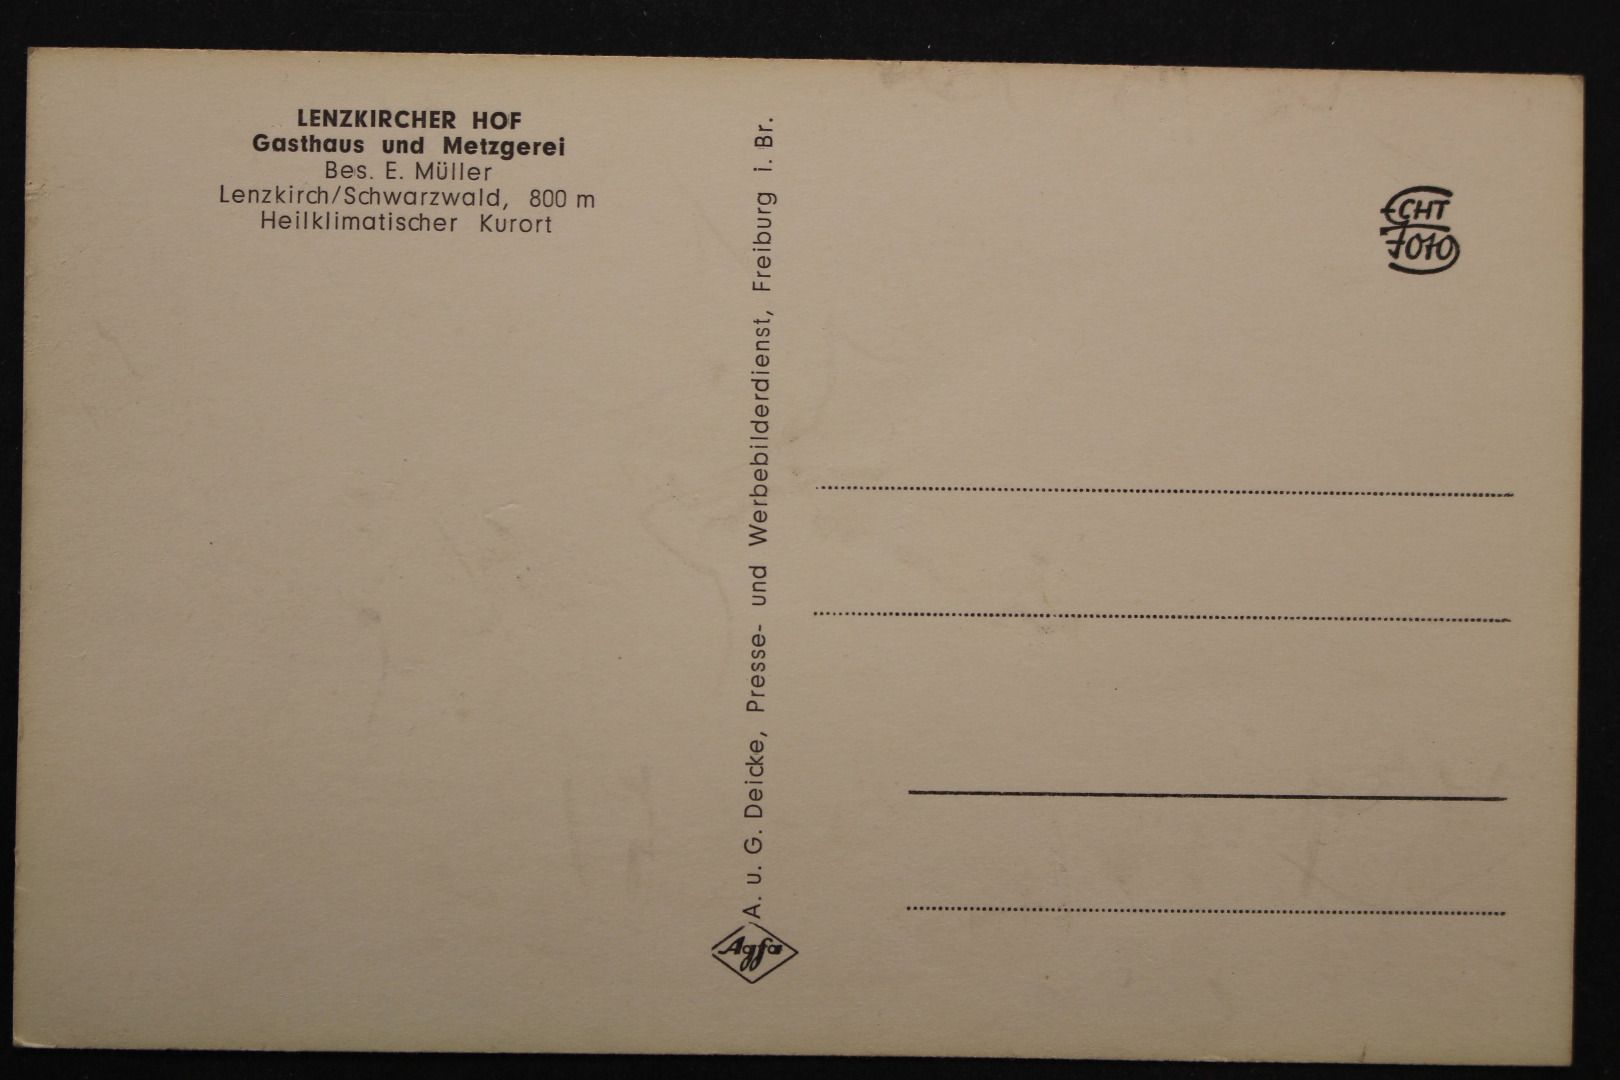 LENZKIRCHER HOF
Gasthaus und Metzgerei
Bes. E. Müller
Lenzkirch/Schwarzwald, 800 m
Heilklimatischer Kurort
A. u. G. Deicke, Presse- und Werbebilderdienst, Freiburg i. Br.
Agfa
ECHT
FOTO